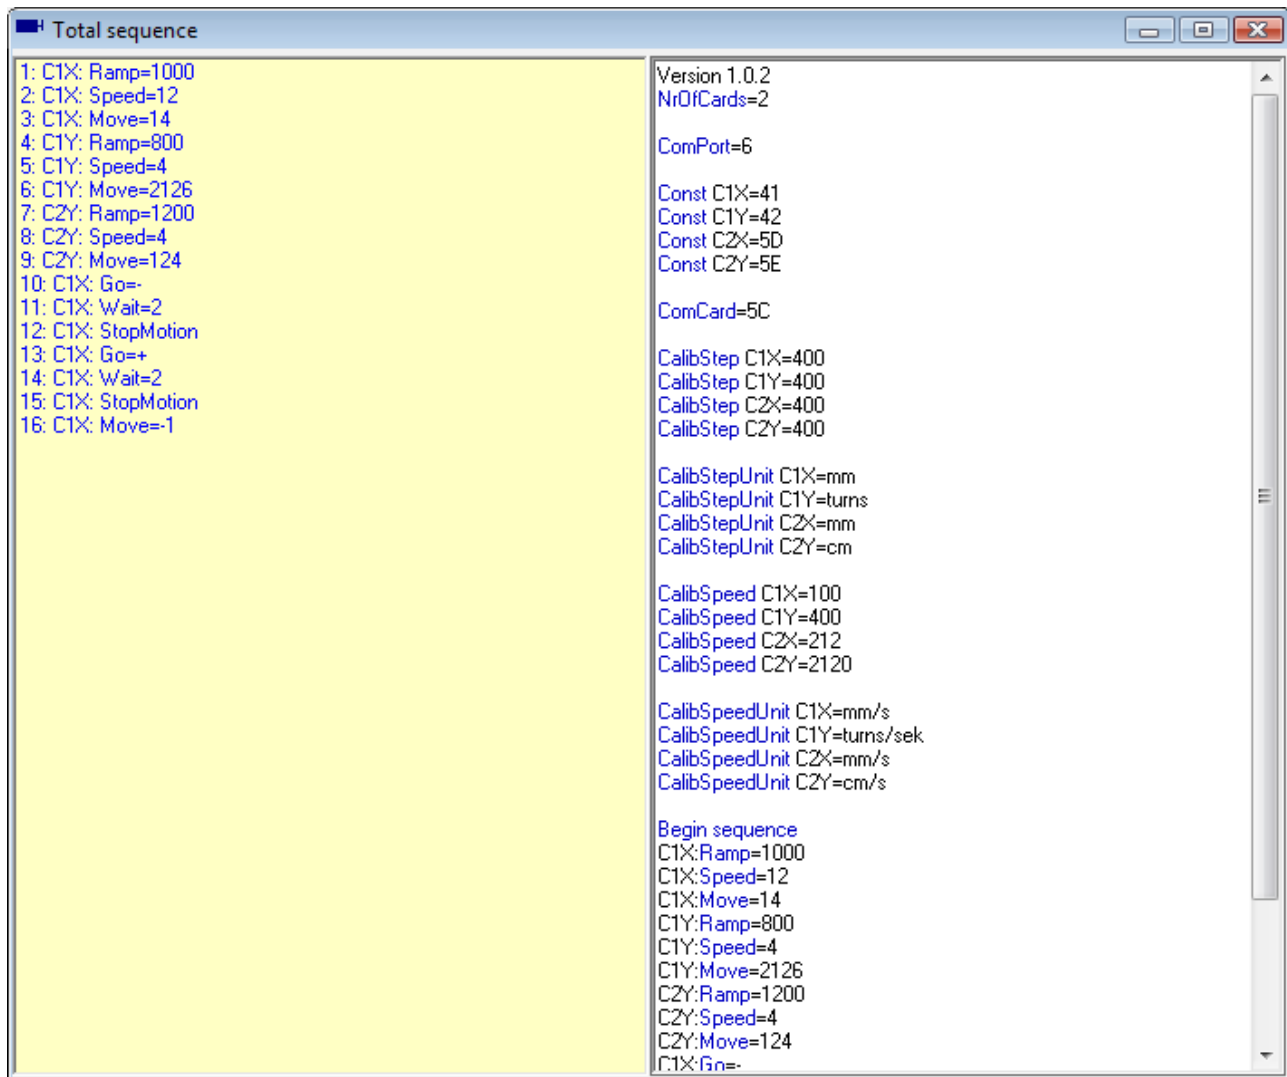 Total sequence
1: C1X: Ramp=1000
2: C1X: Speed=12
3: C1X: Move=14
4: C1Y: Ramp=800
5: C1Y: Speed=4
6: C1Y: Move=2126
7: C2Y: Ramp=1200
8: C2Y: Speed=4
9: C2Y: Move=124
10: C1X: Go=-
11: C1X: Wait=2
12: C1X: StopMotion
13: C1X: Go=+
14: C1X: Wait=2
15: C1X: StopMotion
16: C1X: Move=-1
Version 1.0.2
NrOfCards=2
ComPort=6
Const C1X=41
Const C1Y=42
Const C2X=5D
Const C2Y=5E
ComCard=5C
CalibStep C1X=400
CalibStep C1Y=400
CalibStep C2X=400
CalibStep C2Y=400
CalibStepUnit C1X=mm
CalibStepUnit C1Y=turns
CalibStepUnit C2X=mm
CalibStepUnit C2Y=cm
CalibSpeed C1X=100
CalibSpeed C1Y=400
CalibSpeed C2X=212
CalibSpeed C2Y=2120
CalibSpeedUnit C1X=mm/s
CalibSpeedUnit C1Y=turns/sek
CalibSpeedUnit C2X=mm/s
CalibSpeedUnit C2Y=cm/s
Begin sequence
C1X:Ramp=1000
C1X:Speed=12
C1X:Move=14
C1Y:Ramp=800
C1Y:Speed=4
C1Y:Move=2126
C2Y:Ramp=1200
C2Y:Speed=4
C2Y:Move=124
C1X:Go=-